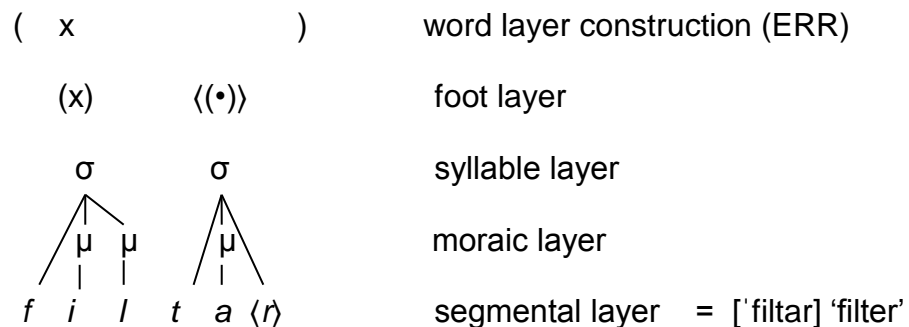 ( x ) word layer construction (ERR)
(x) ⟨(•)⟩ foot layer
σ σ syllable layer
μ μ μ moraic layer
f i l t a ⟨r⟩ segmental layer = [ˈfiltar] ‘filter’